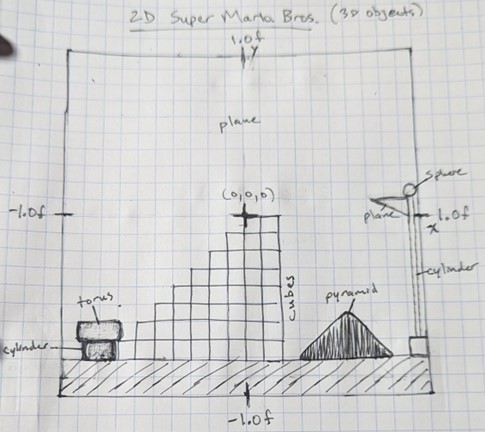 2D Super Mario Bros. (3D objects)
1.0f
y
plane
sphere
(0,0,0)
-1.0f
plane
1.0f
x
cylinder
cubes
torus
pyramid
cylinder
-1.0f